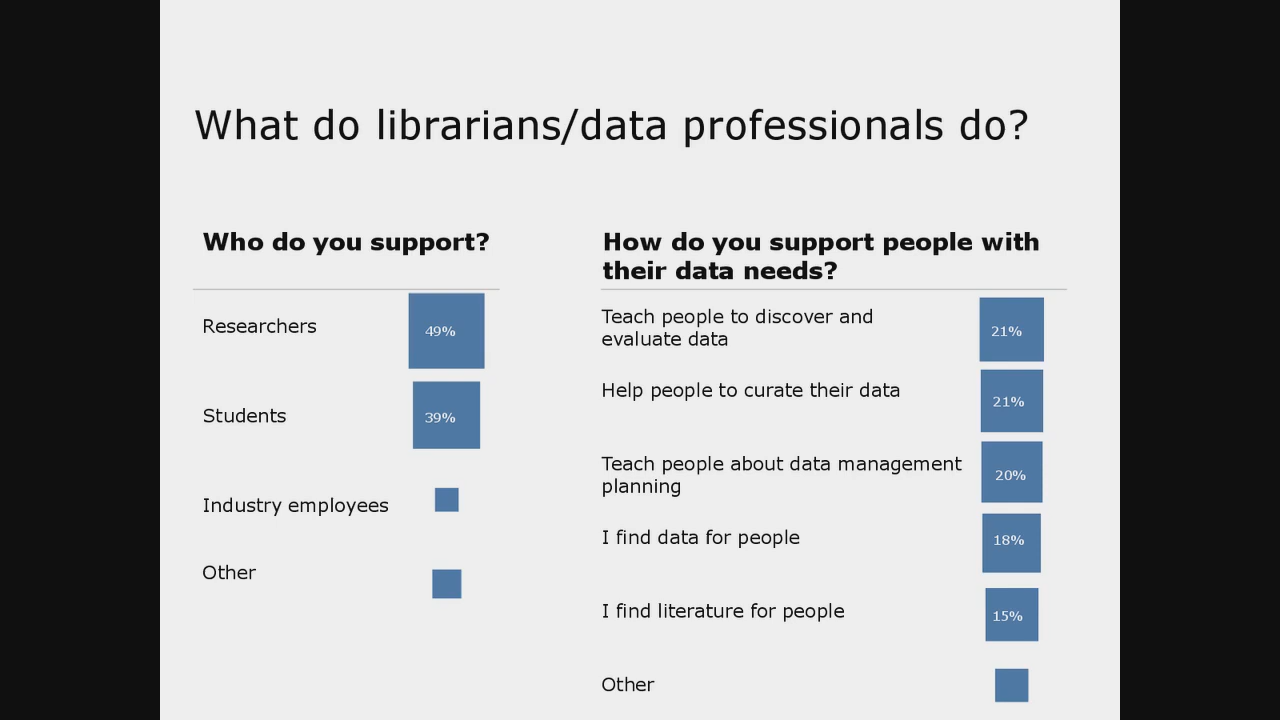 What do librarians/data professionals do?
Who do you support?
Researchers
49%
Students
39%
Industry employees
Other
How do you support people with
their data needs?
Teach people to discover and
evaluate data
21%
Help people to curate their data
21%
Teach people about data management
planning
20%
I find data for people
18%
I find literature for people
15%
Other